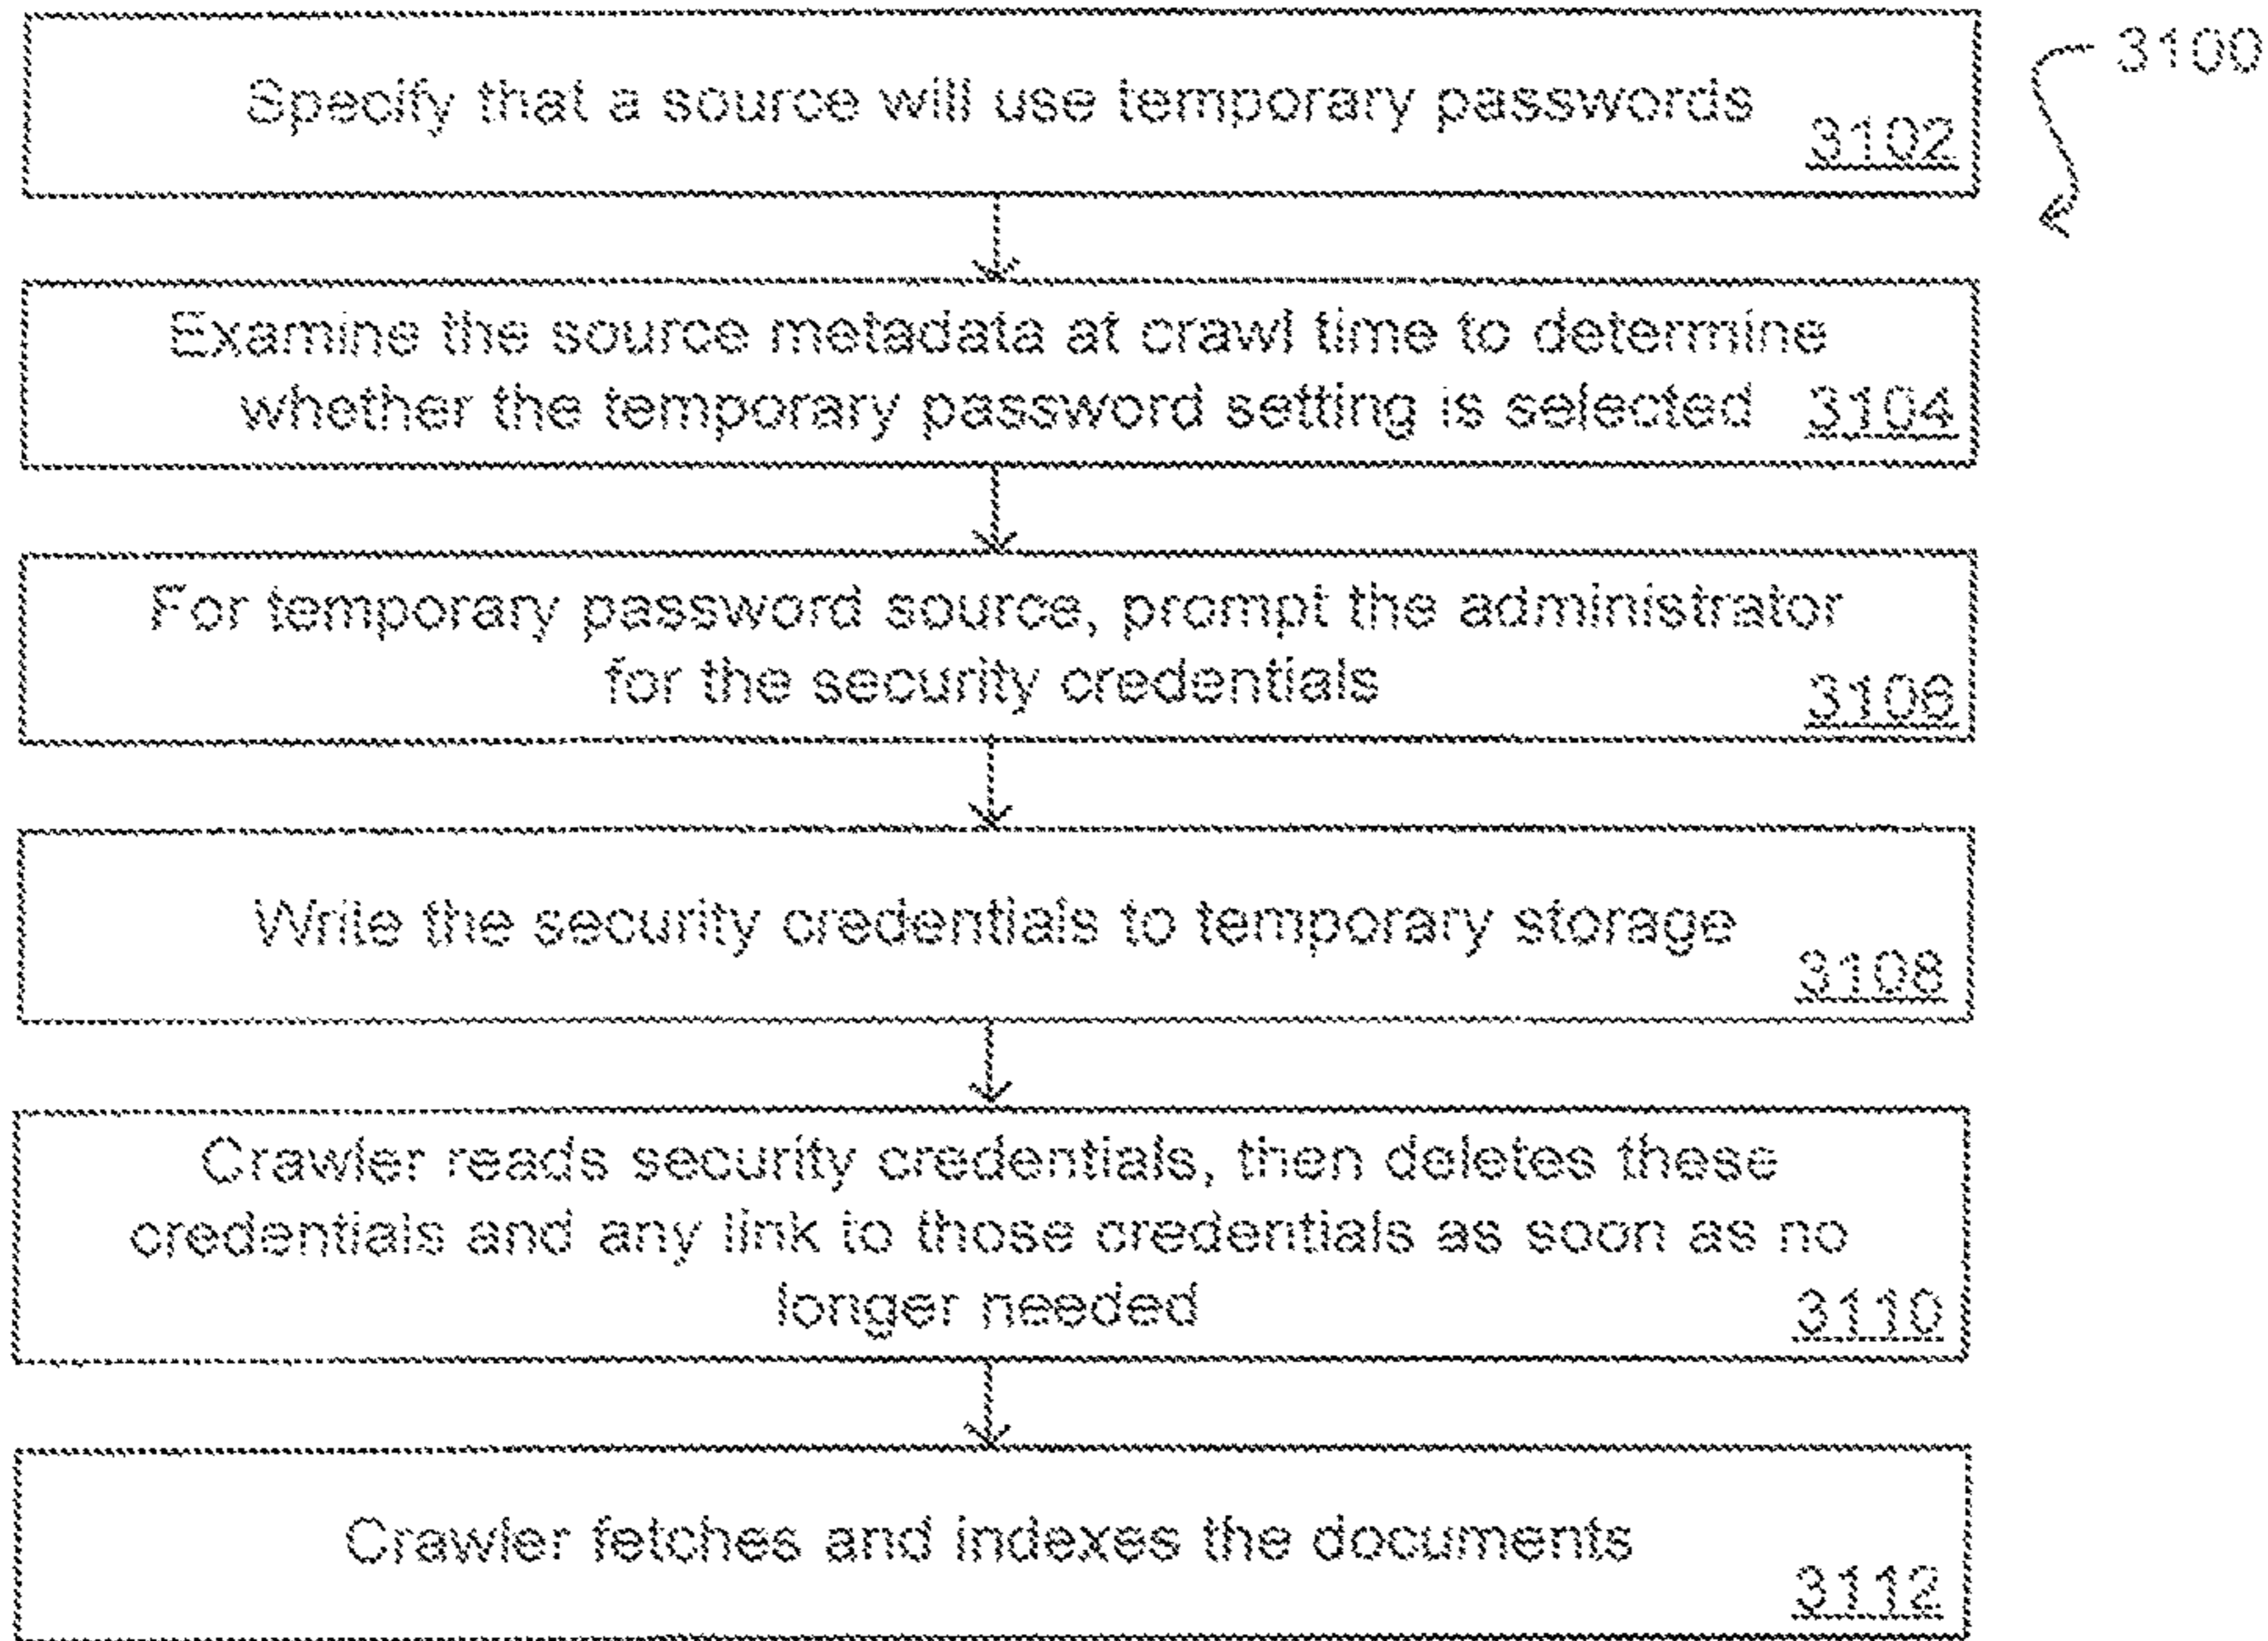 3100
Specify that a source will use temporary passwords
3102
Examine the source metadata at crawl time to determine
whether the temporary password setting is selected 3104
For temporary password source, prompt the administrator
for the security credentials
3106
Write the security credentials to temporary storage
3108
Crawler reads security credentials, then deletes these
credentials and any link to those credentials as soon as no
longer needed
3110
Crawler fetches and indexes the documents
3112